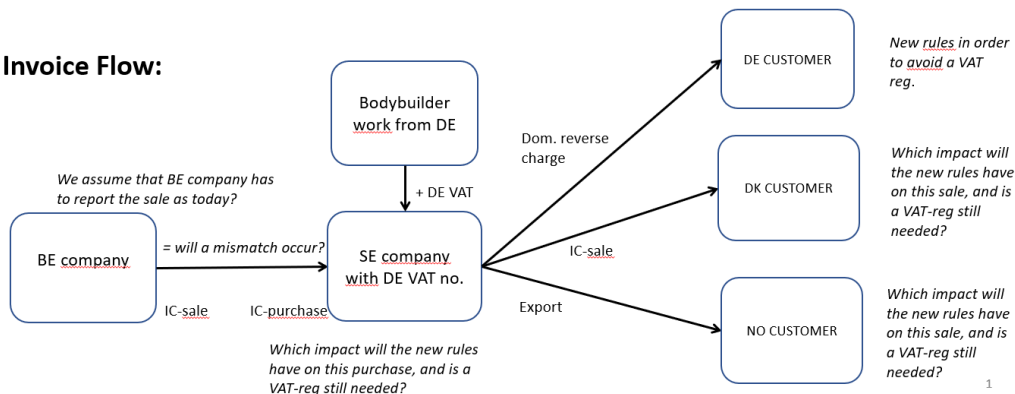 Invoice Flow:
Bodybuilder
work from DE
+ DE VAT
We assume that BE company has
to report the sale as today?
BE company
= will a mismatch occur?
IC-sale
IC-purchase
SE company
with DE VAT no.
Which impact will the new rules
have on this purchase, and is a
VAT-reg still needed?
Dom. reverse
charge
IC-sale
Export
DE CUSTOMER
New rules in order
to avoid a VAT
reg.
DK CUSTOMER
Which impact will
the new rules have
on this sale, and is
a VAT-reg still
needed?
NO CUSTOMER
Which impact will
the new rules have
on this sale, and is
a VAT-reg still
needed?
1